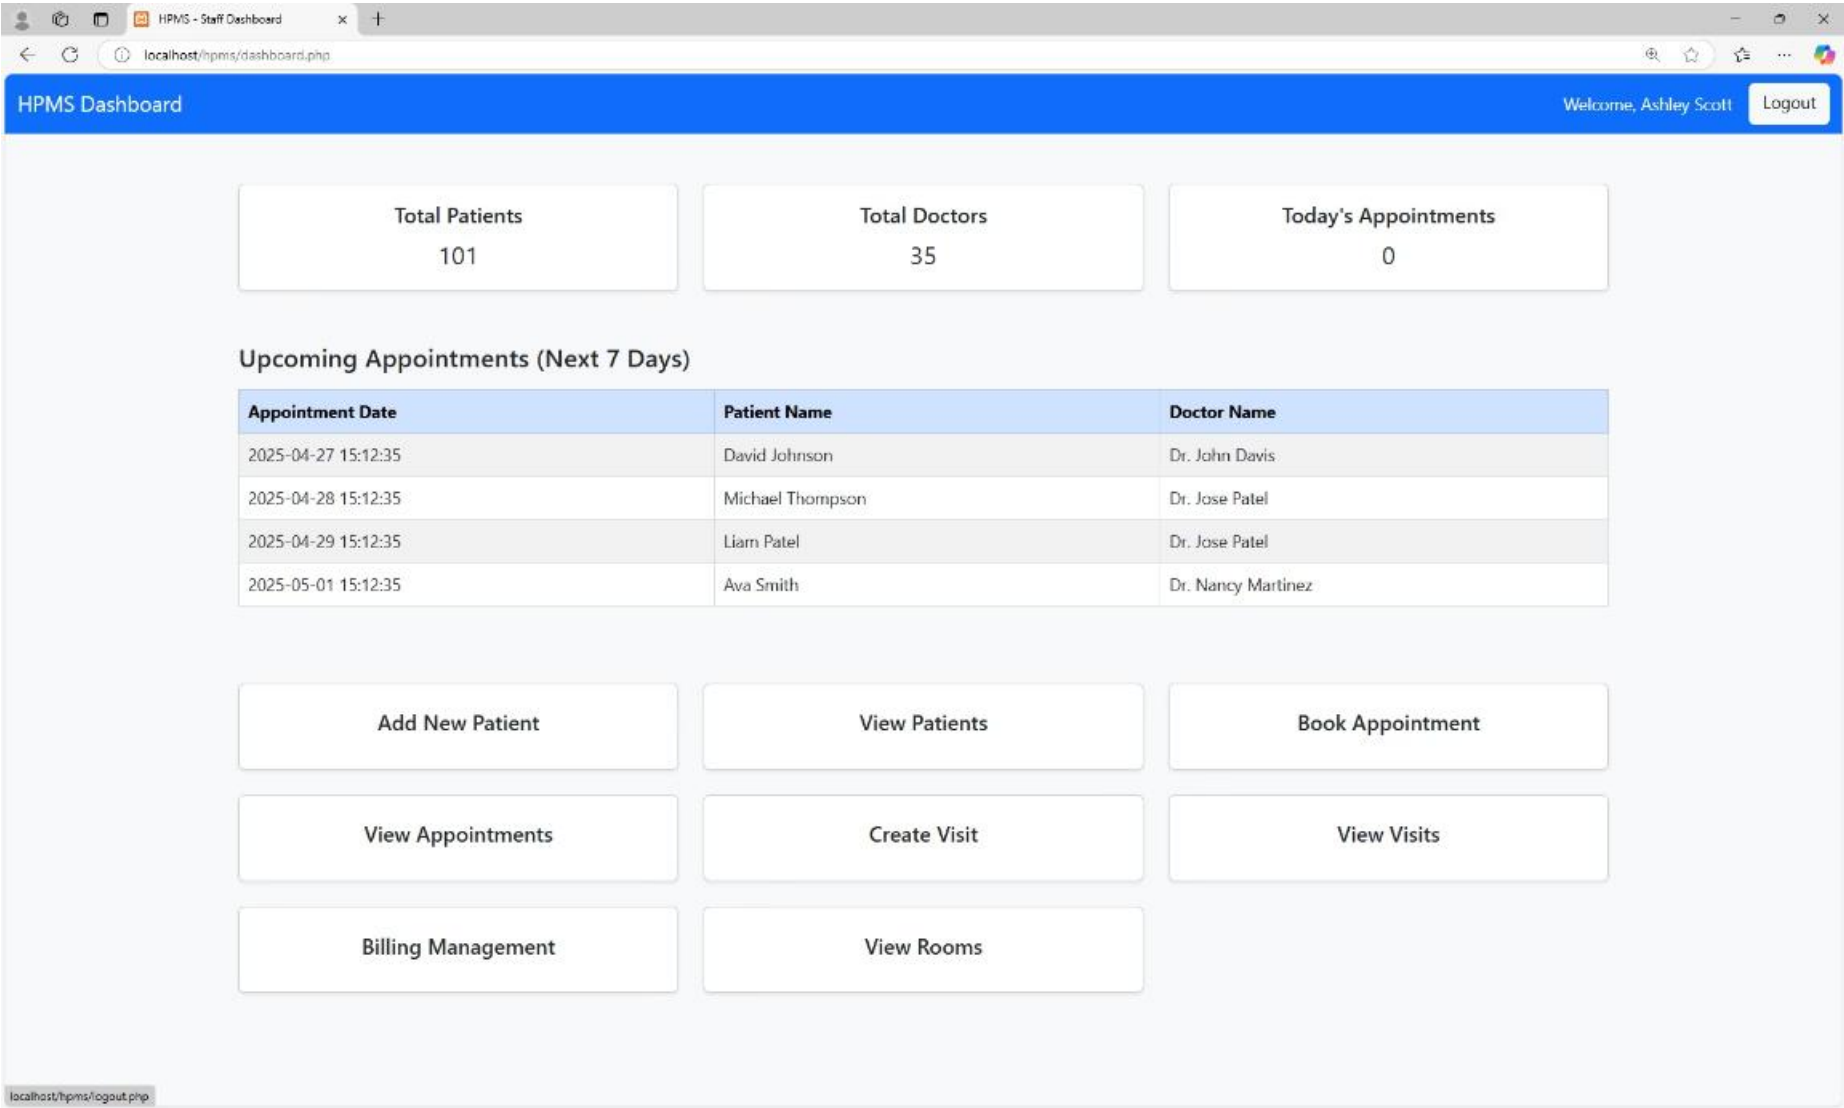 HPMS - Staff Dashboard
localhost/hpms/dashboard.php
HPMS Dashboard
Welcome, Ashley Scott
Logout
Total Patients
101
Total Doctors
35
Today's Appointments
0
Upcoming Appointments (Next 7 Days)
Appointment Date Patient Name Doctor Name
2025-04-27 15:12:35 David Johnson Dr. John Davis
2025-04-28 15:12:35 Michael Thompson Dr. Jose Patel
2025-04-29 15:12:35 Liam Patel Dr. Jose Patel
2025-05-01 15:12:35 Ava Smith Dr. Nancy Martinez
Add New Patient
View Patients
Book Appointment
View Appointments
Create Visit
View Visits
Billing Management
View Rooms
localhost/hpms/logout.php